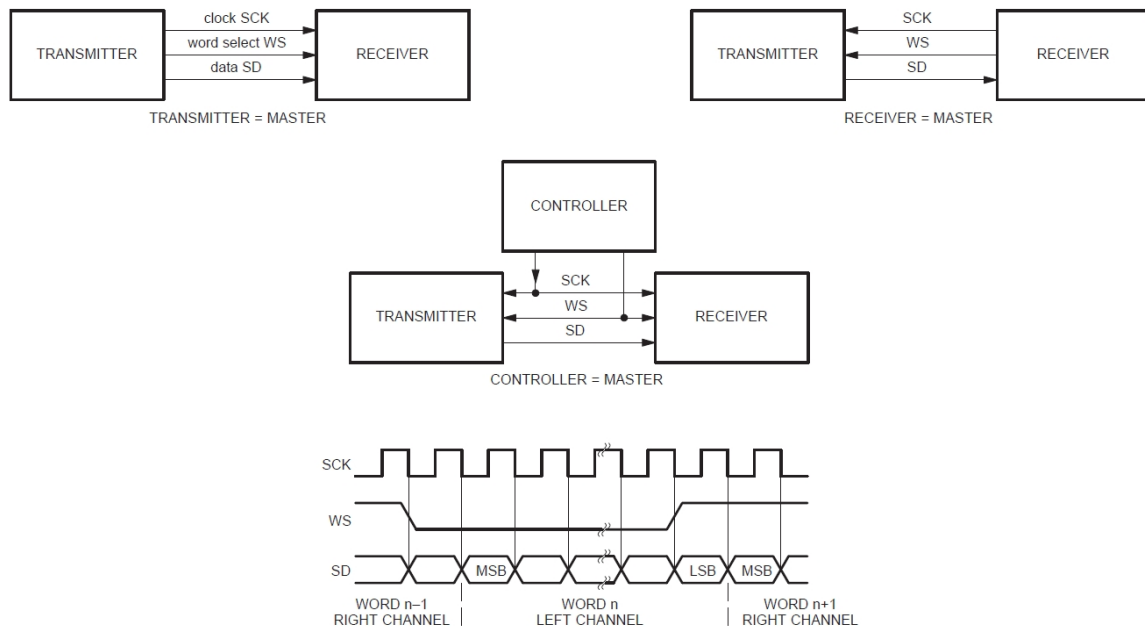 clock SCK
word select WS
data SD
TRANSMITTER
RECEIVER
TRANSMITTER = MASTER
SCK
WS
SD
TRANSMITTER
RECEIVER
RECEIVER = MASTER
CONTROLLER
SCK
WS
SD
TRANSMITTER
RECEIVER
CONTROLLER = MASTER
SCK
WS
SD
MSB
LSB
MSB
WORD n–1
RIGHT CHANNEL
WORD n
LEFT CHANNEL
WORD n+1
RIGHT CHANNEL